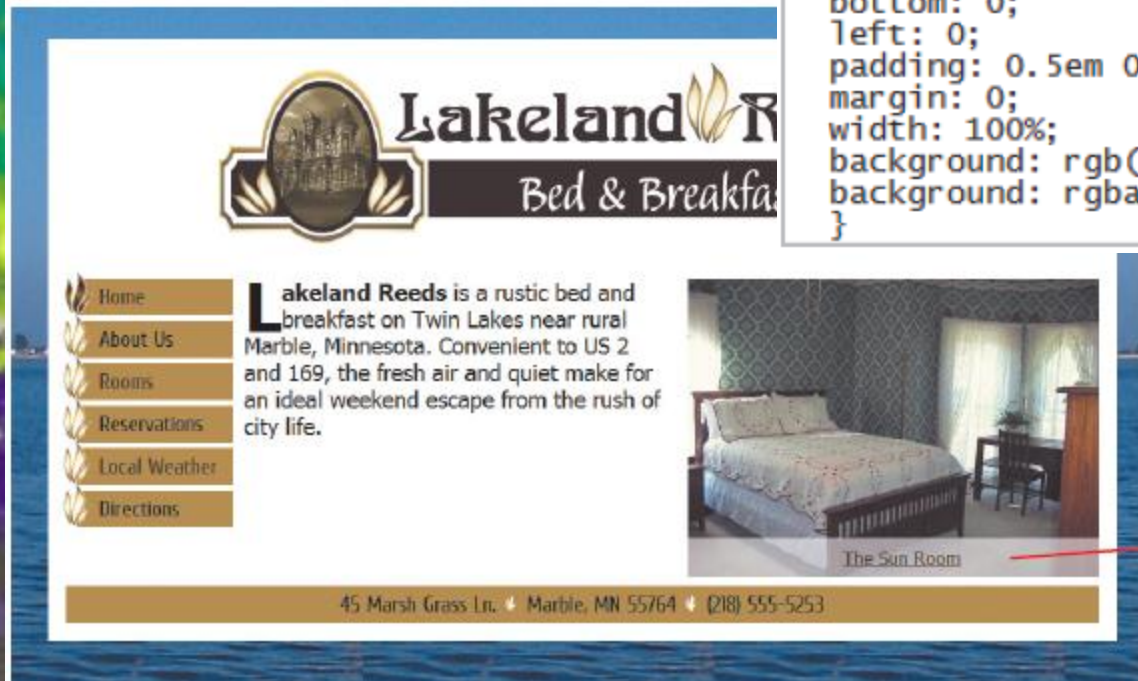 bottom: 0;
left: 0;
padding: 0.5em 0
margin: 0;
width: 100%;
background: rgb(
background: rgba
}
Lakeland
Bed & Breakfa
Home
About Us
Rooms
Reservations
Local Weather
Directions
Lakeland Reeds is a rustic bed and
breakfast on Twin Lakes near rural
Marble, Minnesota. Convenient to US 2
and 169, the fresh air and quiet make for
an ideal weekend escape from the rush of
city life.
The Sun Room
45 Marsh Grass Ln. Marble, MN 55764 (218) 555-5253